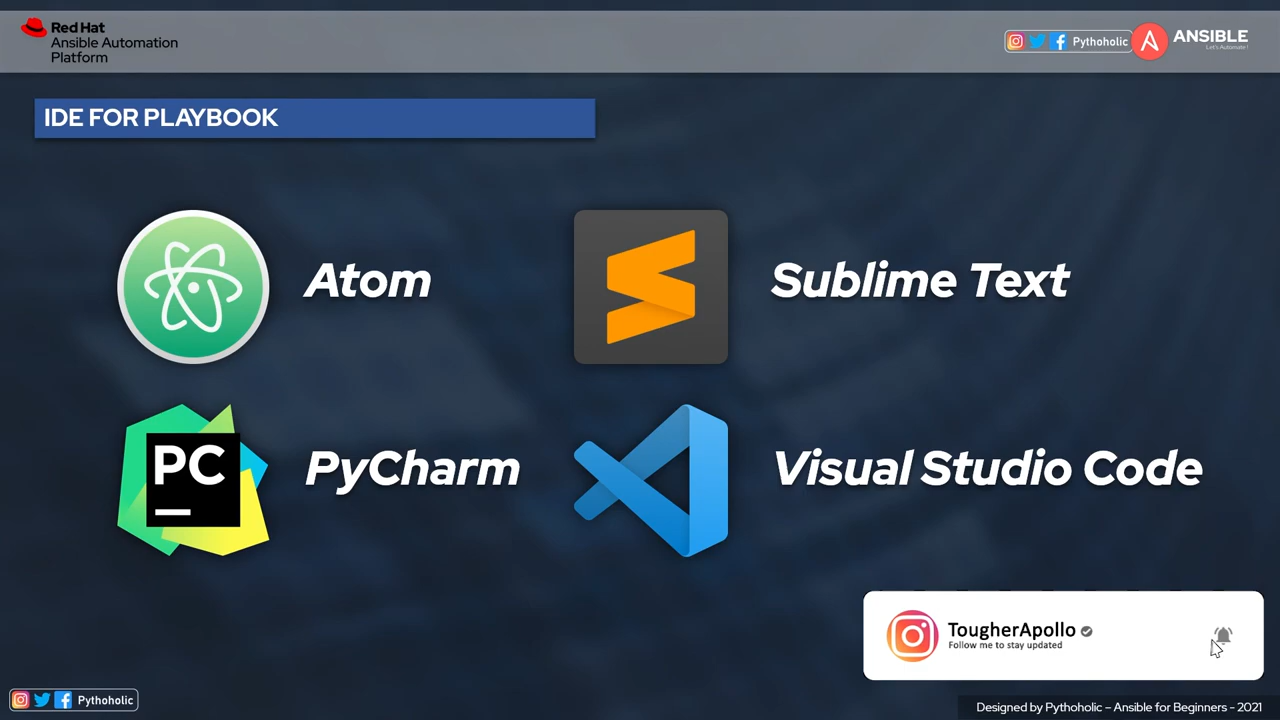 Red Hat
Ansible Automation
Platform
Pythoholic
ANSIBLE
Let's Automate!
IDE FOR PLAYBOOK
Atom
Sublime Text
PC
PyCharm
Visual Studio Code
TougherApollo
Follow me to stay updated
Pythoholic
Designed by Pythoholic – Ansible for Beginners - 2021